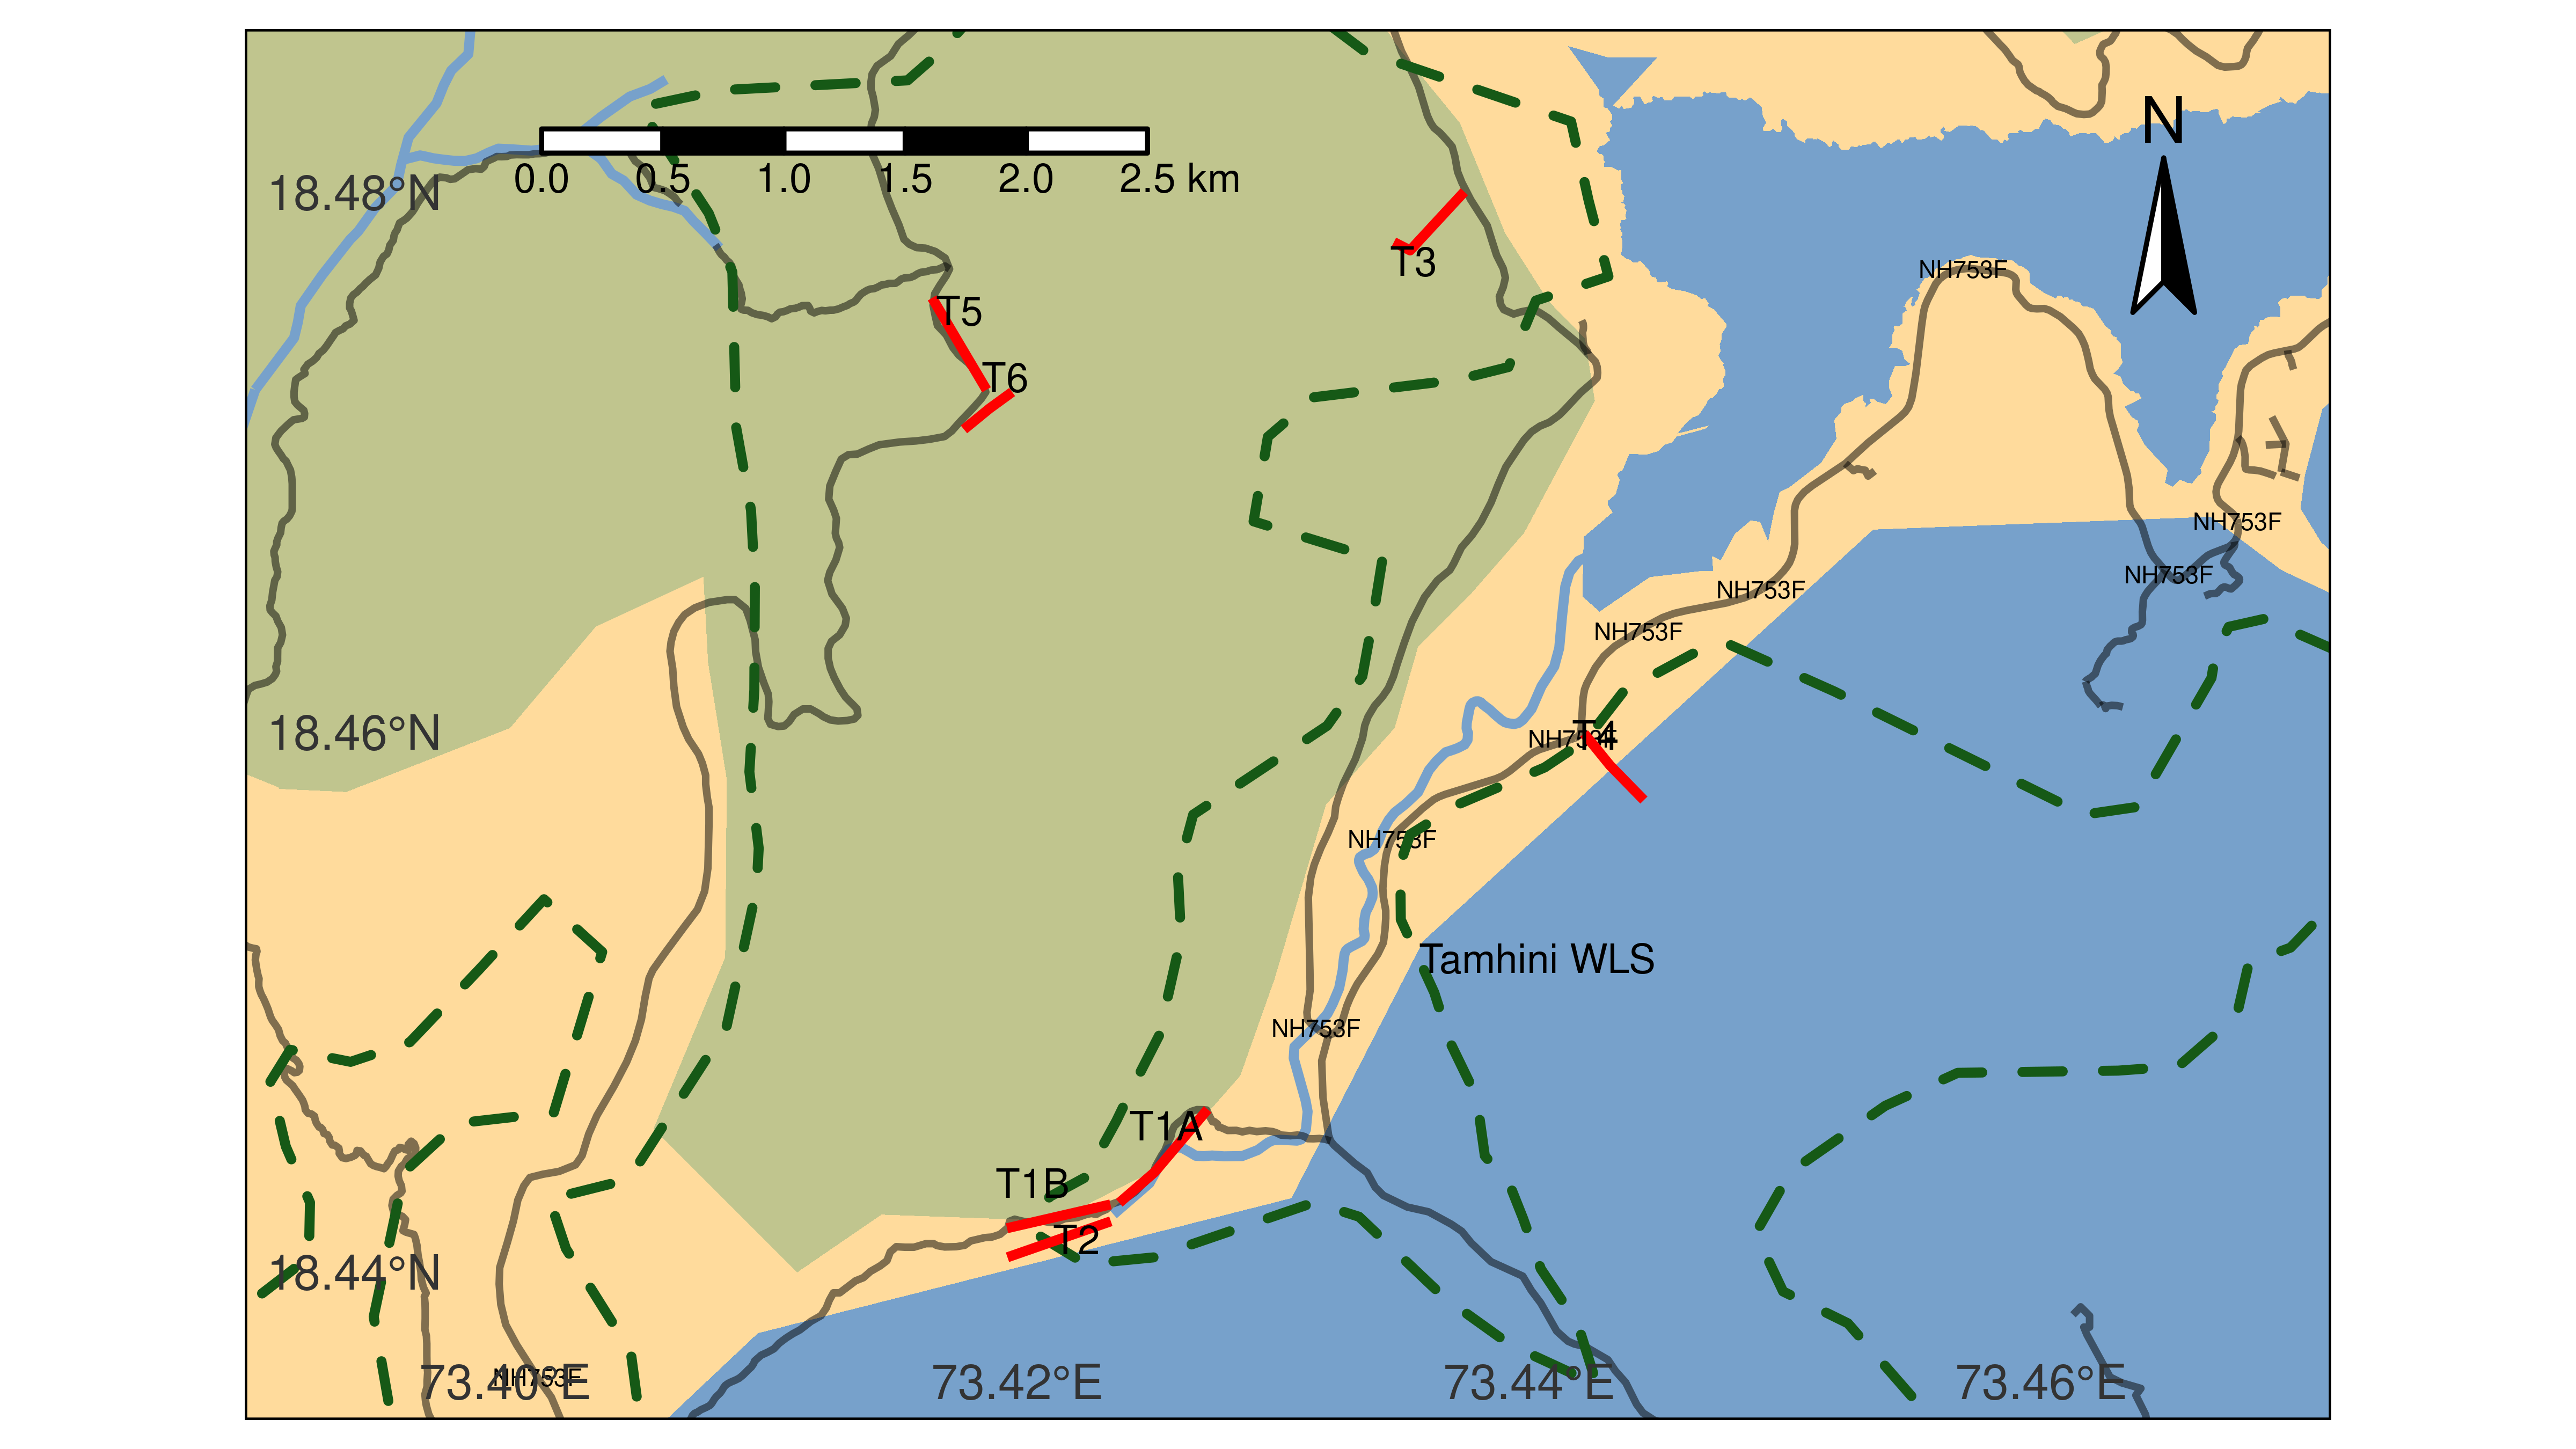 N
0.0 0.5 1.0 1.5 2.0 2.5 km
18.48°N
T3
NH753F
T5
T6
NH753F
NH753F
NH753F
NH753F
18.46°N
T4
NH753F
NH753F
Tamhini WLS
NH753F
T1A
T1B
T2
18.44°N
NH753F
73.40°E 73.42°E 73.44°E 73.46°E